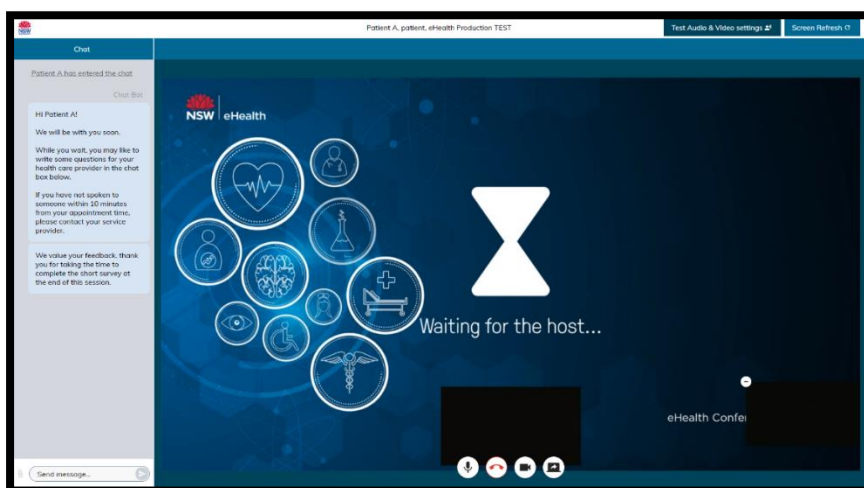 NSW
Patient A, patient, eHealth Production TEST
Test Audio & Video settings
Screen Refresh
Chat
Patient A has entered the chat
Chat Bot
Hi Patient A!
We will be with you soon.
While you wait, you may like to
write some questions for your
health care provider in the chat
box below.
If you have not spoken to
someone within 10 minutes
from your appointment time,
please contact your service
provider.
We value your feedback, thank
you for taking the time to
complete the short survey at
the end of this session.
Send message...
NSW eHealth
Waiting for the host...
eHealth Confe